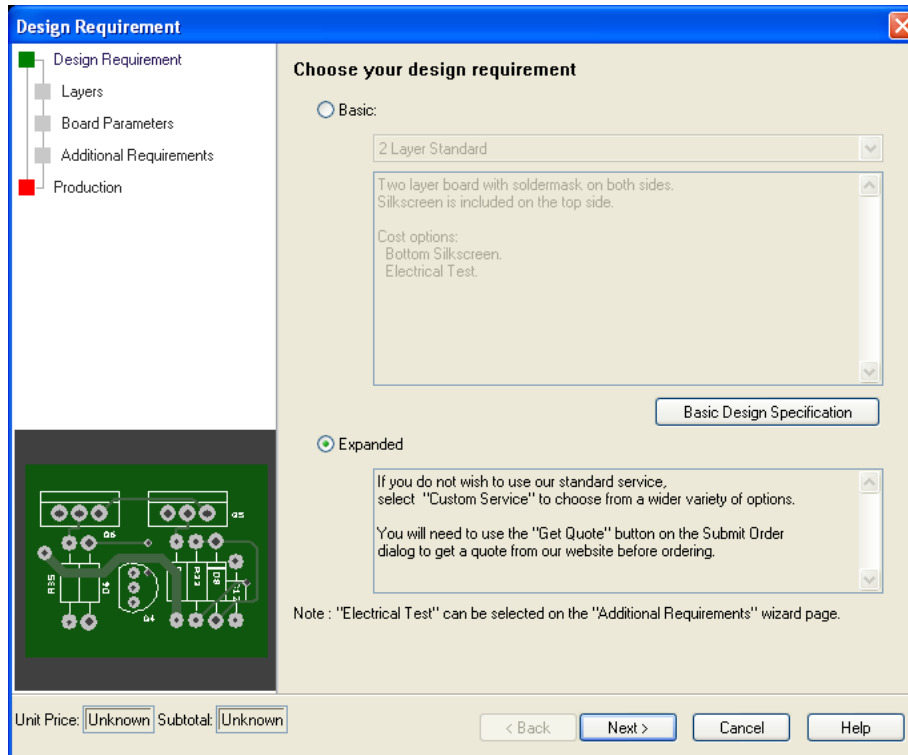 Design Requirement
Design Requirement
Layers
Board Parameters
Additional Requirements
Production
Choose your design requirement
Basic:
2 Layer Standard
Two layer board with soldermask on both sides.
Silkscreen is included on the top side.
Cost options:
Bottom Silkscreen.
Electrical Test.
Basic Design Specification
Expanded
If you do not wish to use our standard service,
select "Custom Service" to choose from a wider variety of options.
You will need to use the "Get Quote" button on the Submit Order
dialog to get a quote from our website before ordering.
Note : "Electrical Test" can be selected on the "Additional Requirements" wizard page.
Q6
Q5
R35
D6
Q4
R33
D8
Unit Price: Unknown Subtotal: Unknown
< Back
Next >
Cancel
Help